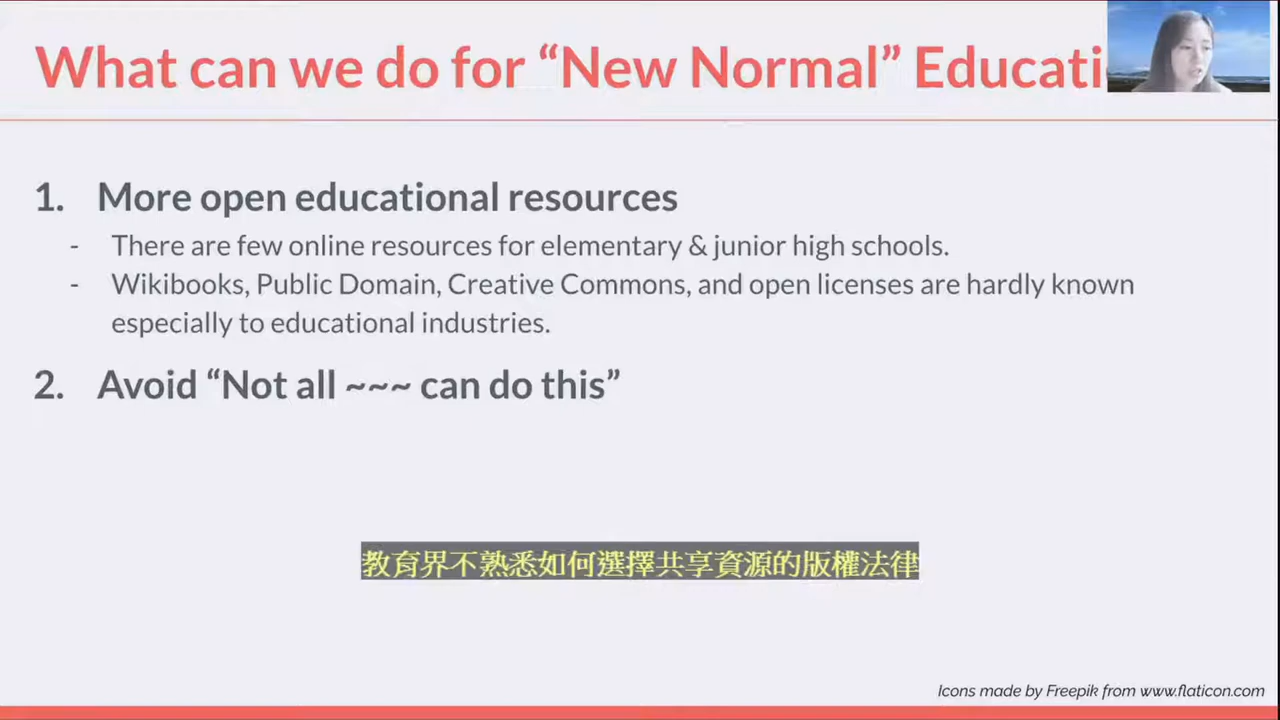 What can we do for “New Normal” Educati
1. More open educational resources
- There are few online resources for elementary & junior high schools.
- Wikibooks, Public Domain, Creative Commons, and open licenses are hardly known
especially to educational industries.
2. Avoid “Not all ~~~ can do this”
教育界不熟悉如何選擇共享資源的版權法律
Icons made by Freepik from www.flaticon.com